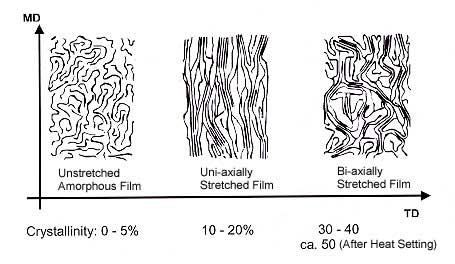 MD
Unstretched
Amorphous Film
Uni-axially
Stretched Film
Bi-axially
Stretched Film
TD
Crystallinity: 0 - 5%
10 - 20%
30 - 40
ca. 50 (After Heat Setting)